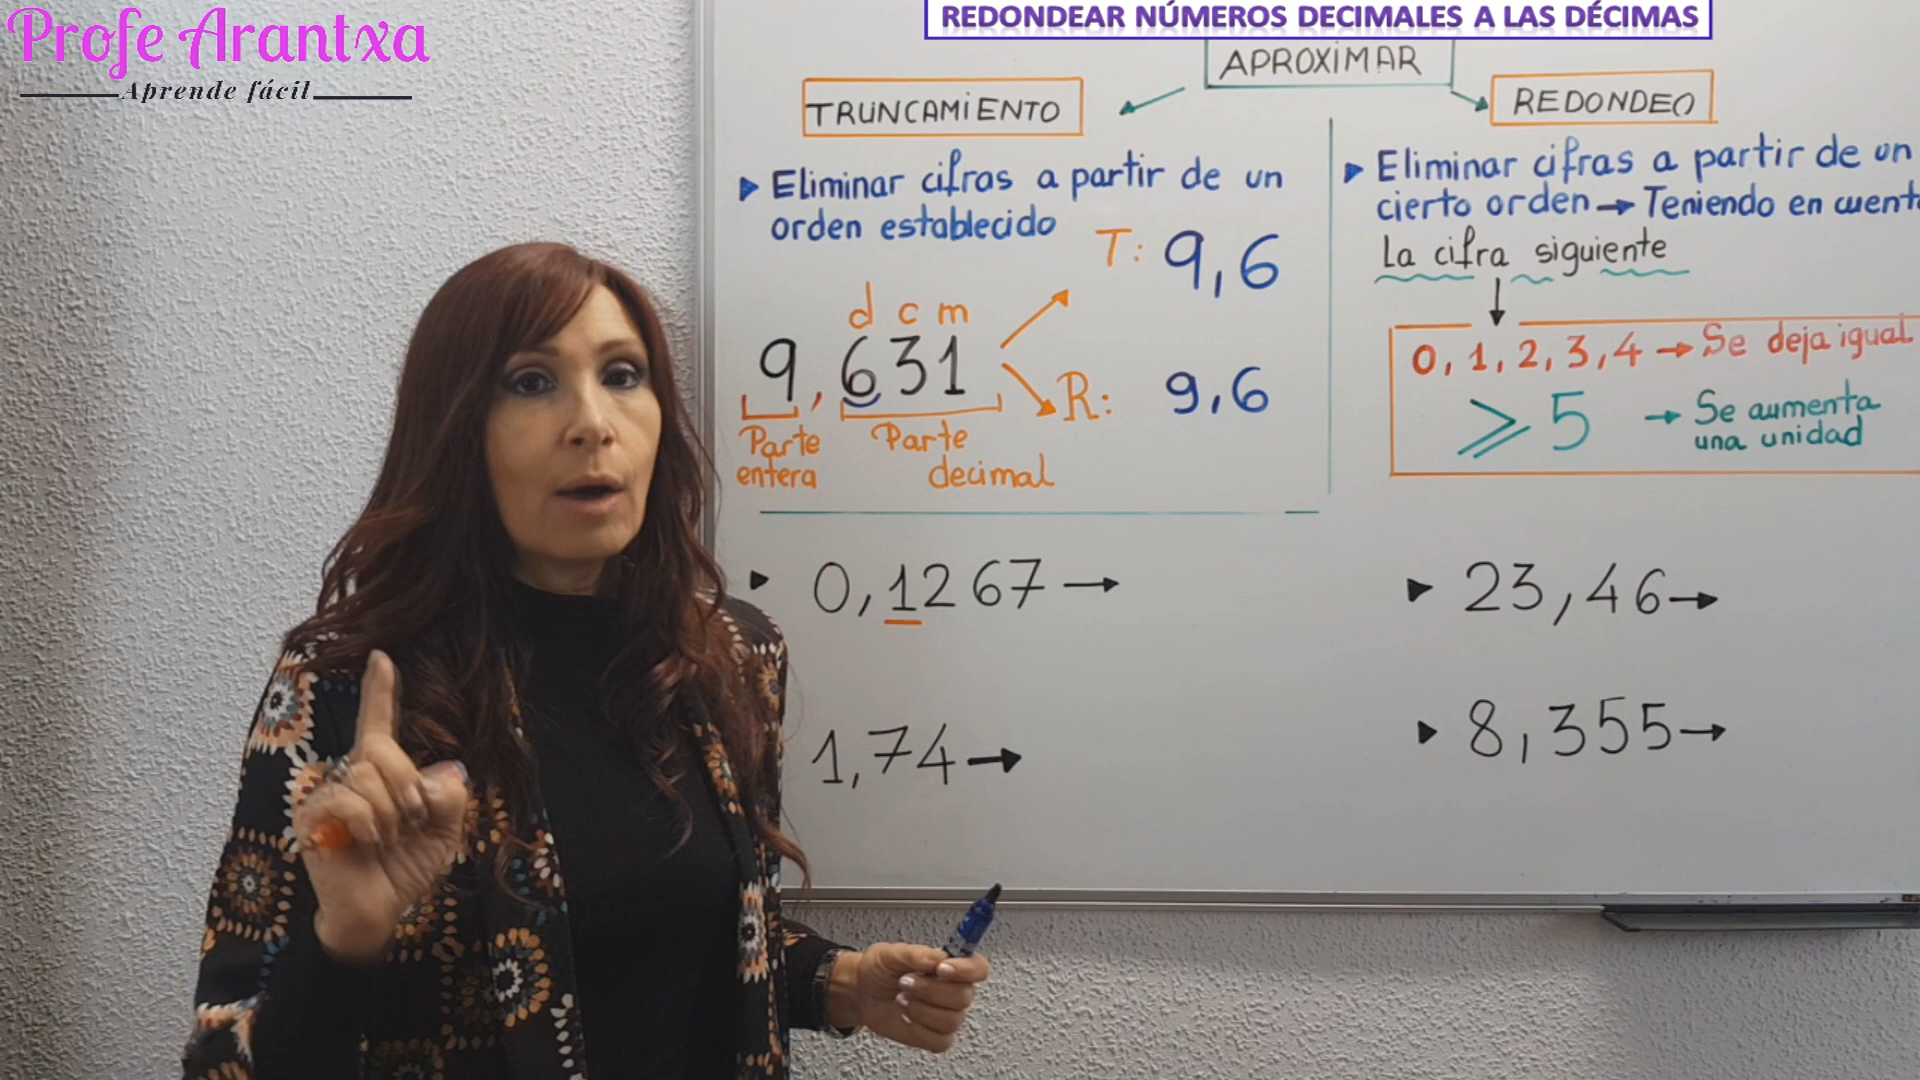 Profe Arantxa
Aprende fácil
REDONDEAR NÚMEROS DECIMALES A LAS DÉCIMAS
APROXIMAR
TRUNCAMIENTO
▸ Eliminar cifras a partir de un
orden establecido
T: 9,6
d c m
9,631
R: 9,6
Parte
entera
Parte
decimal
REDONDEO
▸ Eliminar cifras a partir de un
cierto orden → Teniendo en cuenta
la cifra siguiente
0, 1, 2, 3, 4 → Se deja igual
⩾ 5 → Se aumenta
una unidad
▸ 0,1267 →
1,74 →
▸ 23,46 →
▸ 8,355 →